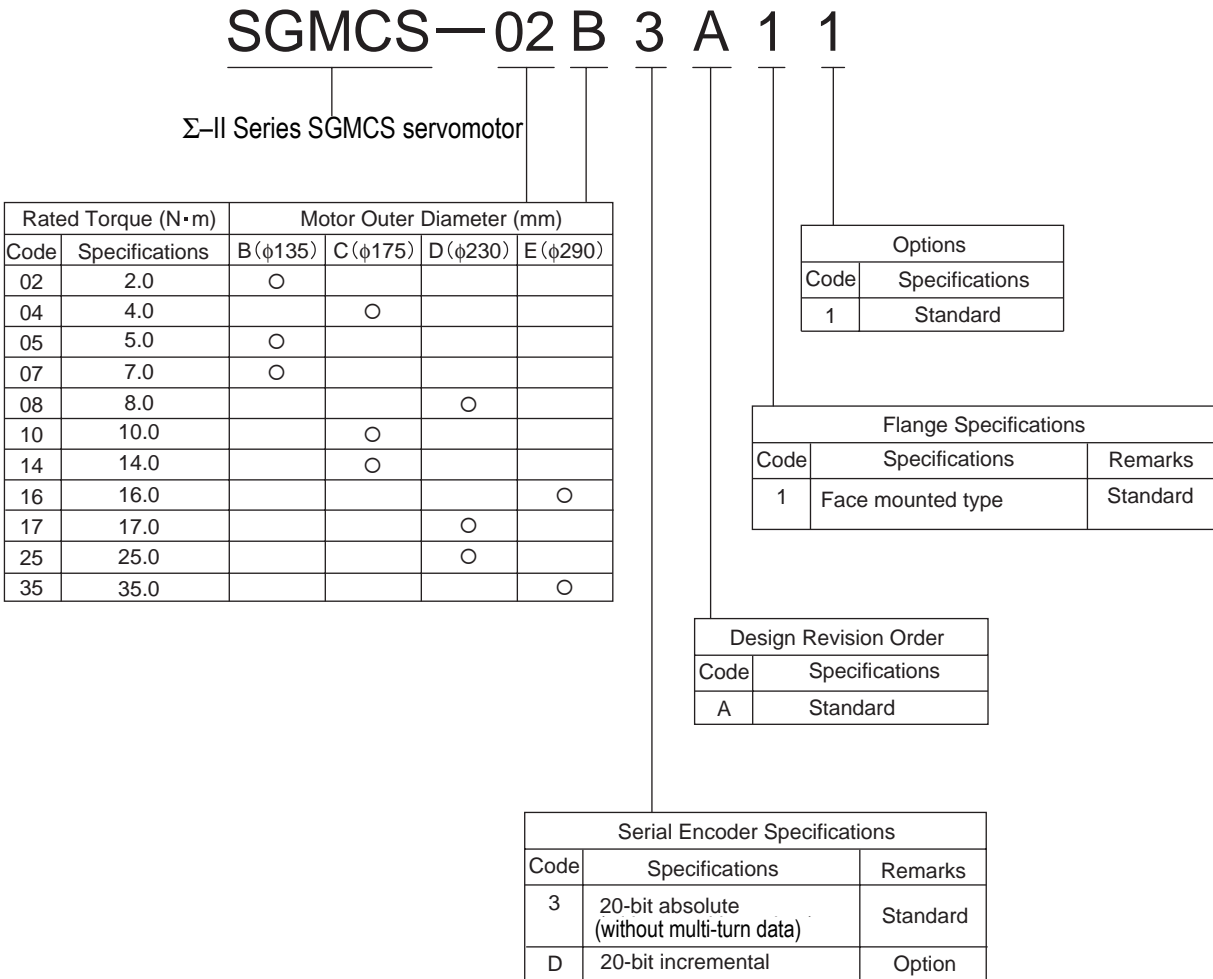 SGMCS—02 B 3 A 1 1
Σ–II Series SGMCS servomotor
Rated Torque (N·m) Motor Outer Diameter (mm)
Code Specifications B(ϕ135) C(ϕ175) D(ϕ230) E(ϕ290)
02 2.0 ○
04 4.0 ○
05 5.0 ○
07 7.0 ○
08 8.0 ○
10 10.0 ○
14 14.0 ○
16 16.0 ○
17 17.0 ○
25 25.0 ○
35 35.0 ○
Options
Code Specifications
1 Standard
Flange Specifications
Code Specifications Remarks
1 Face mounted type Standard
Design Revision Order
Code Specifications
A Standard
Serial Encoder Specifications
Code Specifications Remarks
3 20-bit absolute Standard
(without multi-turn data)
D 20-bit incremental Option